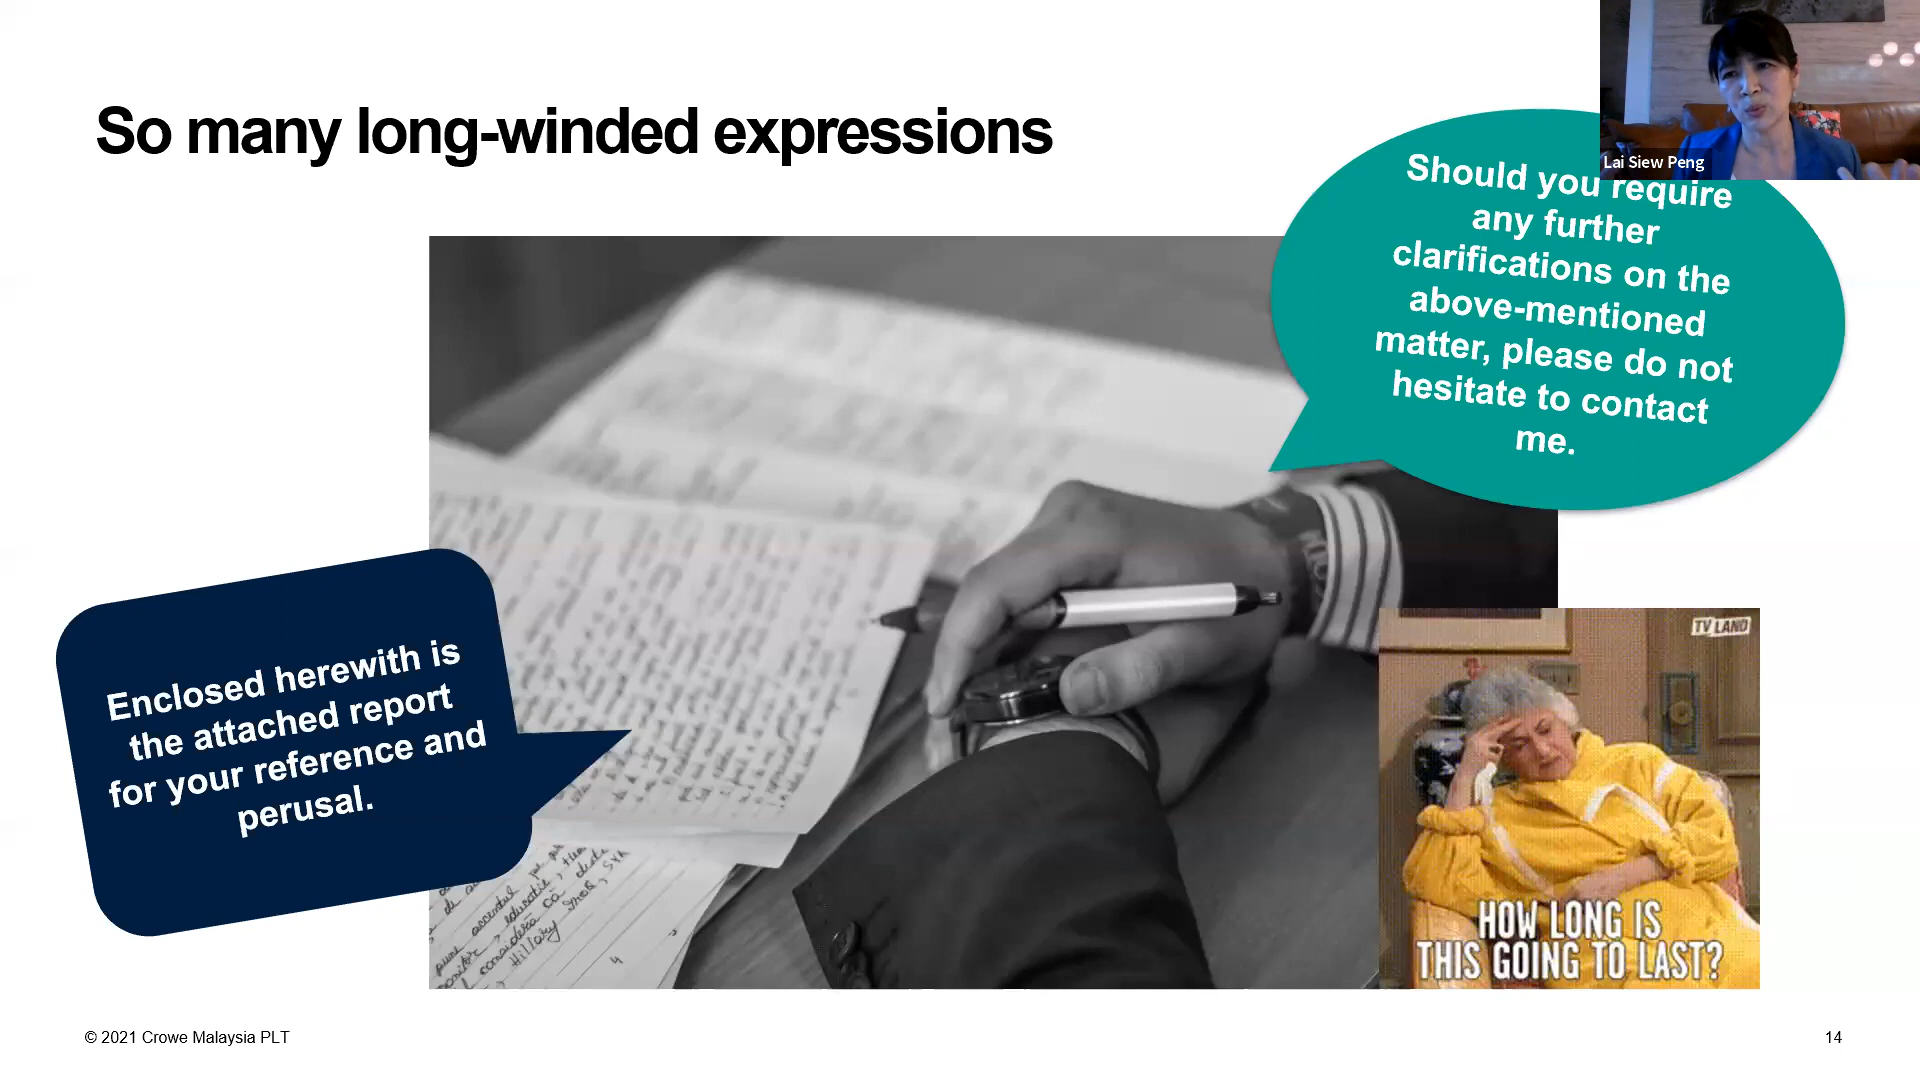 So many long-winded expressions
Lai Siew Peng
Should you require
any further
clarifications on the
above-mentioned
matter, please do not
hesitate to contact
me.
Enclosed herewith is
the attached report
for your reference and
perusal.
TV LAND
HOW LONG IS
THIS GOING TO LAST?
Hillary
4
© 2021 Crowe Malaysia PLT
14